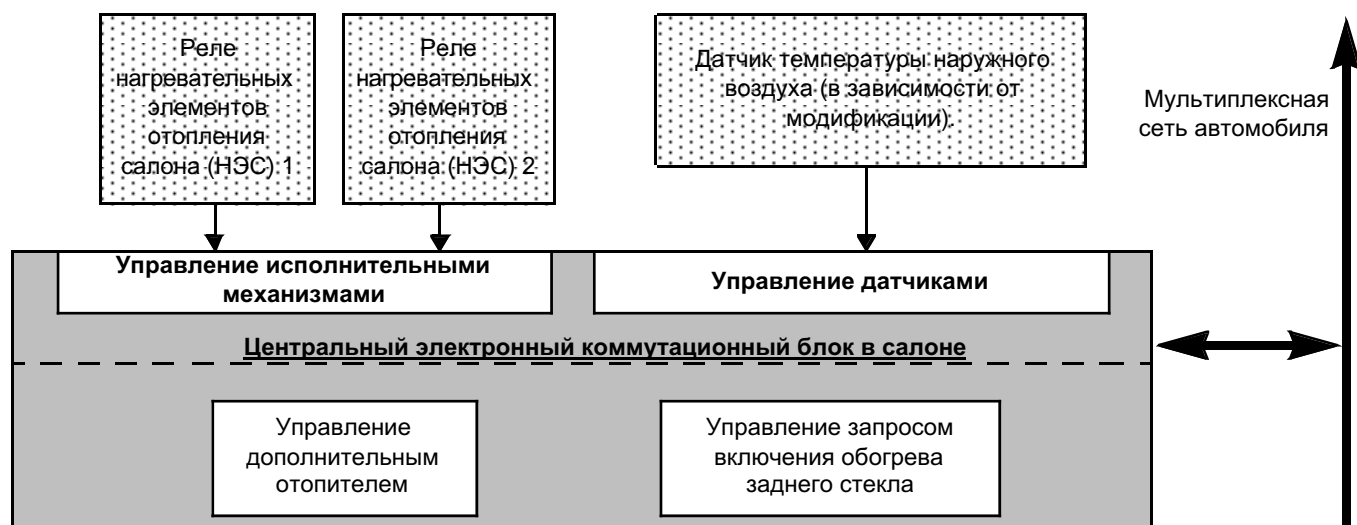 Реле
нагревательных
элементов
отопления
салона (НЭС) 1
Реле
нагревательных
элементов
отопления
салона (НЭС) 2
Датчик температуры наружного
воздуха (в зависимости от
модификации).
Мультиплексная
сеть автомобиля
Управление исполнительными
механизмами
Управление датчиками
Центральный электронный коммутационный блок в салоне
Управление
дополнительным
отопителем
Управление запросом
включения обогрева
заднего стекла